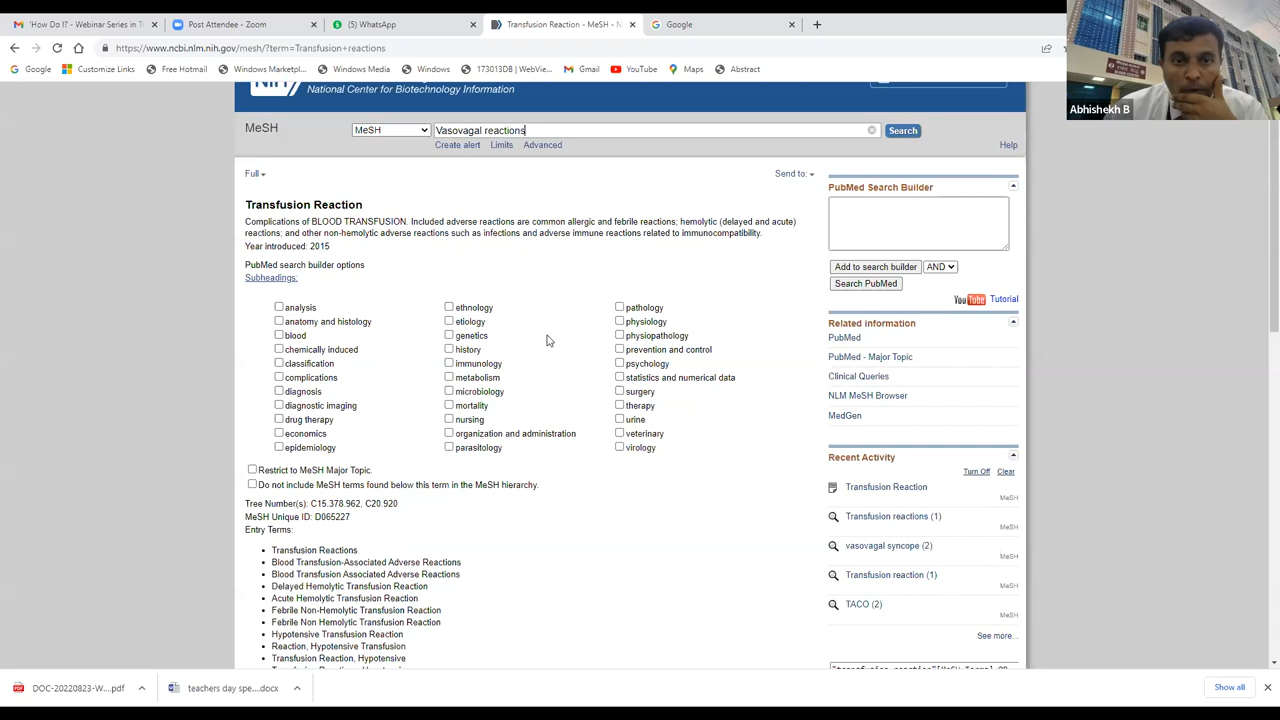 'How Do I?' - Webinar Series in T
Post Attendee - Zoom
(5) WhatsApp
Transfusion Reaction - MeSH - N
Google
https://www.ncbi.nlm.nih.gov/mesh/?term=Transfusion+reactions
Google
Customize Links
Free Hotmail
Windows Marketpl...
Windows Media
Windows
173013DB | WebVie...
Gmail
YouTube
Maps
Abstract
Abhishekh B
NIH
National Center for Biotechnology Information
MeSH
MeSH
Vasovagal reactions
Search
Create alert Limits Advanced
Help
Full
Send to:
Transfusion Reaction
Complications of BLOOD TRANSFUSION. Included adverse reactions are common allergic and febrile reactions; hemolytic (delayed and acute)
reactions; and other non-hemolytic adverse reactions such as infections and adverse immune reactions related to immunocompatibility.
Year introduced: 2015
PubMed search builder options
Subheadings:
analysis
anatomy and histology
blood
chemically induced
classification
complications
diagnosis
diagnostic imaging
drug therapy
economics
epidemiology
ethnology
etiology
genetics
history
immunology
metabolism
microbiology
mortality
nursing
organization and administration
parasitology
pathology
physiology
physiopathology
prevention and control
psychology
statistics and numerical data
surgery
therapy
urine
veterinary
virology
Restrict to MeSH Major Topic.
Do not include MeSH terms found below this term in the MeSH hierarchy.
Tree Number(s): C15.378.962, C20.920
MeSH Unique ID: D065227
Entry Terms:
Transfusion Reactions
Blood Transfusion-Associated Adverse Reactions
Blood Transfusion Associated Adverse Reactions
Delayed Hemolytic Transfusion Reaction
Acute Hemolytic Transfusion Reaction
Febrile Non-Hemolytic Transfusion Reaction
Febrile Non Hemolytic Transfusion Reaction
Hypotensive Transfusion Reaction
Reaction, Hypotensive Transfusion
Transfusion Reaction, Hypotensive
PubMed Search Builder
Add to search builder
AND
Search PubMed
YouTube Tutorial
Related information
PubMed
PubMed - Major Topic
Clinical Queries
NLM MeSH Browser
MedGen
Recent Activity
Turn Off Clear
Transfusion Reaction
MeSH
Transfusion reactions (1)
MeSH
vasovagal syncope (2)
MeSH
Transfusion reaction (1)
MeSH
TACO (2)
MeSH
See more...
DOC-20220823-W....pdf
teachers day spe....docx
Show all